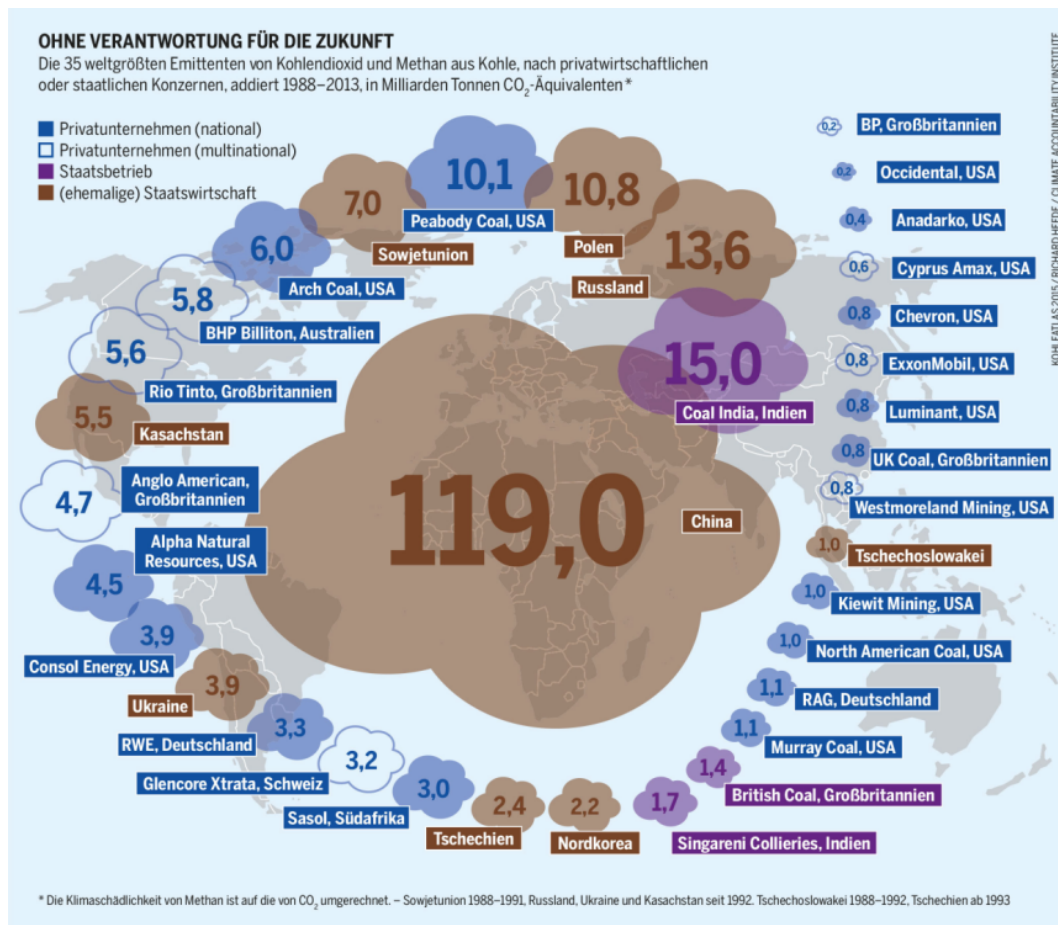 OHNE VERANTWORTUNG FÜR DIE ZUKUNFT
Die 35 weltgrößten Emittenten von Kohlendioxid und Methan aus Kohle, nach privatwirtschaftlichen
oder staatlichen Konzernen, addiert 1988–2013, in Milliarden Tonnen CO₂-Äquivalenten *
Privatunternehmen (national)
Privatunternehmen (multinational)
Staatsbetrieb
(ehemalige) Staatswirtschaft
119,0
China
15,0
Coal India, Indien
13,6
Russland
10,8
Polen
10,1
Peabody Coal, USA
7,0
Sowjetunion
6,0
Arch Coal, USA
5,8
BHP Billiton, Australien
5,6
Rio Tinto, Großbritannien
5,5
Kasachstan
4,7
Anglo American,
Großbritannien
4,5
Alpha Natural
Resources, USA
3,9
Consol Energy, USA
3,9
Ukraine
3,3
RWE, Deutschland
3,2
Glencore Xtrata, Schweiz
3,0
Sasol, Südafrika
2,4
Tschechien
2,2
Nordkorea
1,7
Singareni Collieries, Indien
1,4
British Coal, Großbritannien
1,1
Murray Coal, USA
1,1
RAG, Deutschland
1,0
North American Coal, USA
1,0
Kiewit Mining, USA
1,0
Tschechoslowakei
0,8
Westmoreland Mining, USA
0,8
UK Coal, Großbritannien
0,8
Luminant, USA
0,8
ExxonMobil, USA
0,8
Chevron, USA
0,6
Cyprus Amax, USA
0,4
Anadarko, USA
0,2
Occidental, USA
0,2
BP, Großbritannien
KOHLEATLAS 2015 / RICHARD HEEDE / CLIMATE ACCOUNTABILITY INSTITUTE
* Die Klimaschädlichkeit von Methan ist auf die von CO₂ umgerechnet. – Sowjetunion 1988–1991, Russland, Ukraine und Kasachstan seit 1992. Tschechoslowakei 1988–1992, Tschechien ab 1993